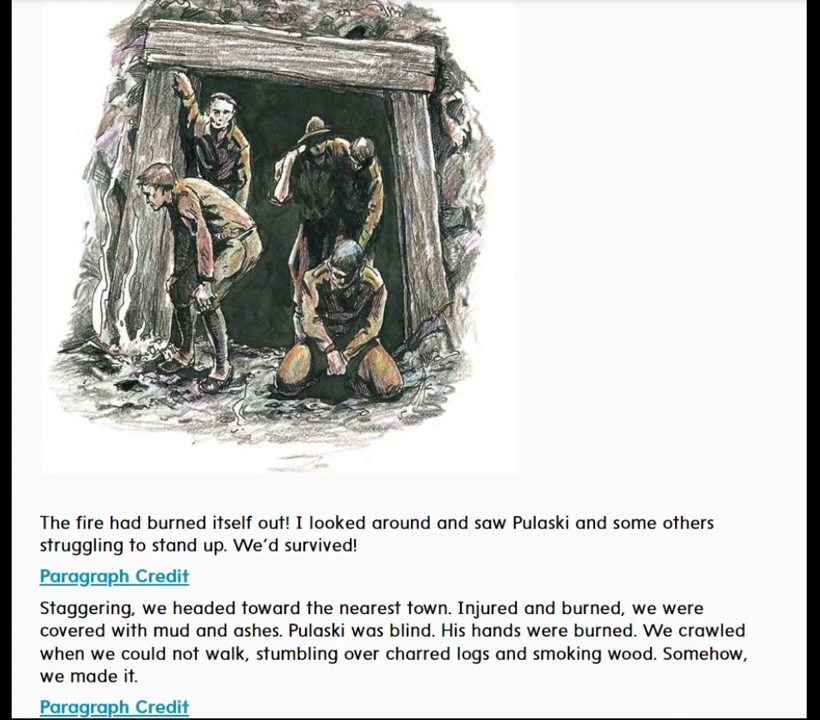 The fire had burned itself out! I looked around and saw Pulaski and some others
struggling to stand up. We'd survived!
Paragraph Credit
Staggering, we headed toward the nearest town. Injured and burned, we were
covered with mud and ashes. Pulaski was blind. His hands were burned. We crawled
when we could not walk, stumbling over charred logs and smoking wood. Somehow,
we made it.
Paragraph Credit